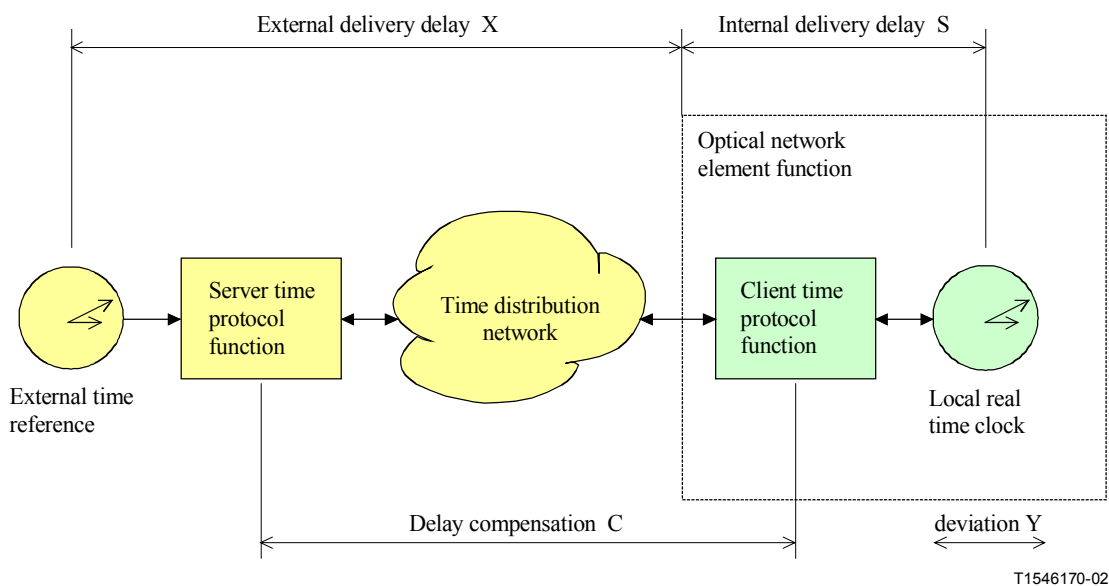 External delivery delay X
Internal delivery delay S
Optical network
element function
Server time
protocol
function
Time distribution
network
Client time
protocol
function
External time
reference
Local real
time clock
Delay compensation C
deviation Y
T1546170-02